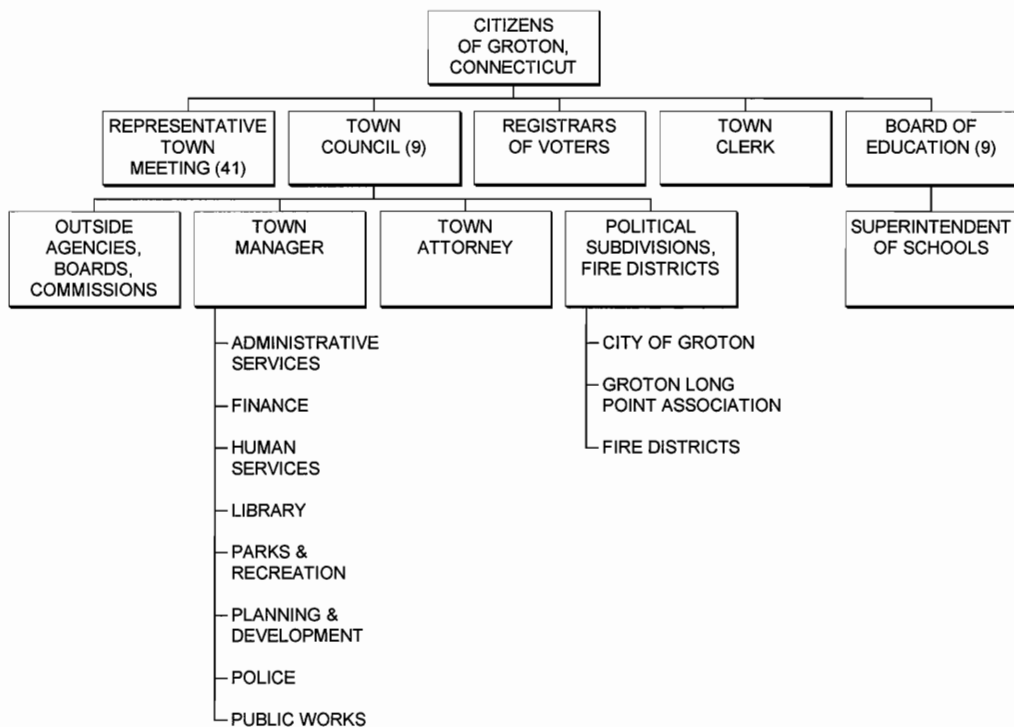 CITIZENS
OF GROTON,
CONNECTICUT
REPRESENTATIVE
TOWN
MEETING (41)
TOWN
COUNCIL (9)
REGISTRARS
OF VOTERS
TOWN
CLERK
BOARD OF
EDUCATION (9)
OUTSIDE
AGENCIES,
BOARDS,
COMMISSIONS
TOWN
MANAGER
TOWN
ATTORNEY
POLITICAL
SUBDIVISIONS,
FIRE DISTRICTS
SUPERINTENDENT
OF SCHOOLS
ADMINISTRATIVE
SERVICES
FINANCE
HUMAN
SERVICES
LIBRARY
PARKS &
RECREATION
PLANNING &
DEVELOPMENT
POLICE
PUBLIC WORKS
CITY OF GROTON
GROTON LONG
POINT ASSOCIATION
FIRE DISTRICTS